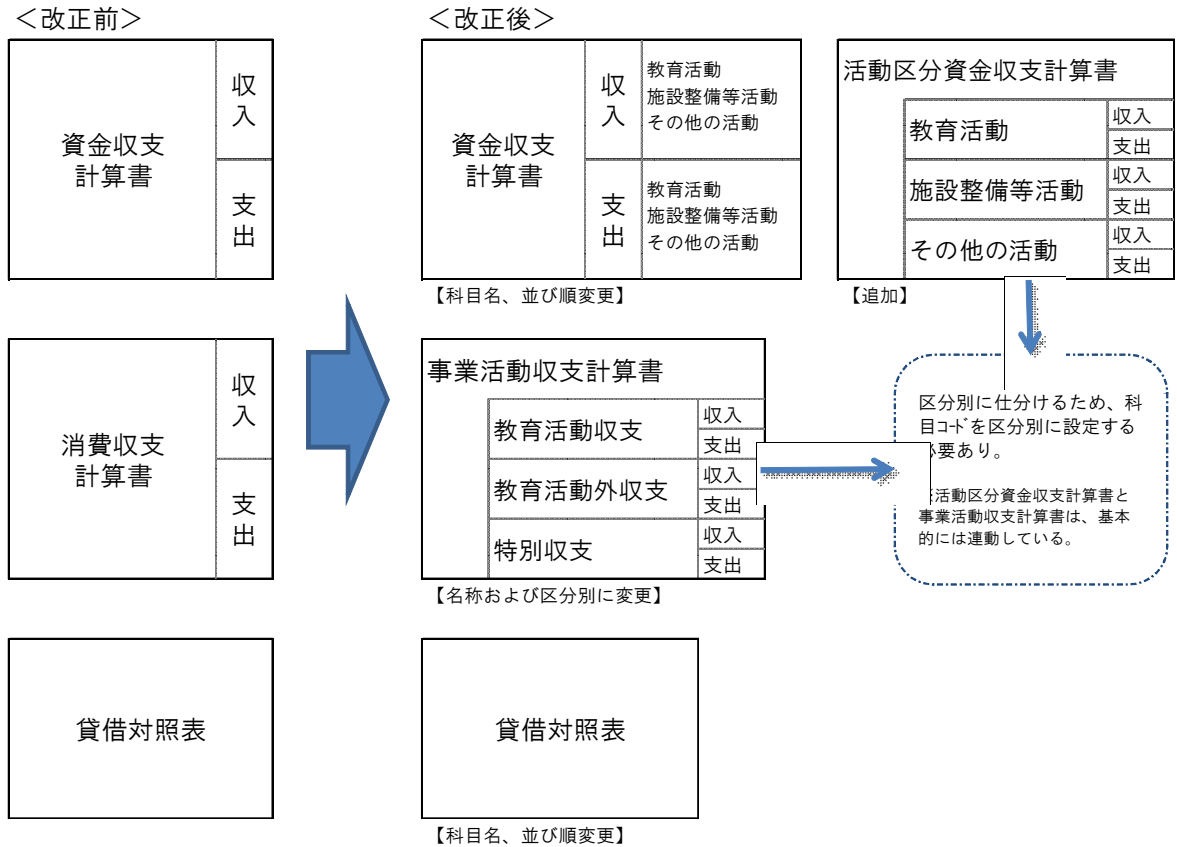 ＜改正前＞
＜改正後＞
資金収支
計算書
収
入
支
出
資金収支
計算書
収
入
教育活動
施設整備等活動
その他の活動
支
出
教育活動
施設整備等活動
その他の活動
【科目名、並び順変更】
活動区分資金収支計算書
教育活動
収入
支出
施設整備等活動
収入
支出
その他の活動
収入
支出
【追加】
消費収支
計算書
収
入
支
出
事業活動収支計算書
教育活動収支
収入
支出
教育活動外収支
収入
支出
特別収支
収入
支出
【名称および区分別に変更】
区分別に仕分けるため、科
目ｺｰﾄﾞを区分別に設定する
要あり。
活動区分資金収支計算書と
事業活動収支計算書は、基本
的には連動している。
貸借対照表
貸借対照表
【科目名、並び順変更】